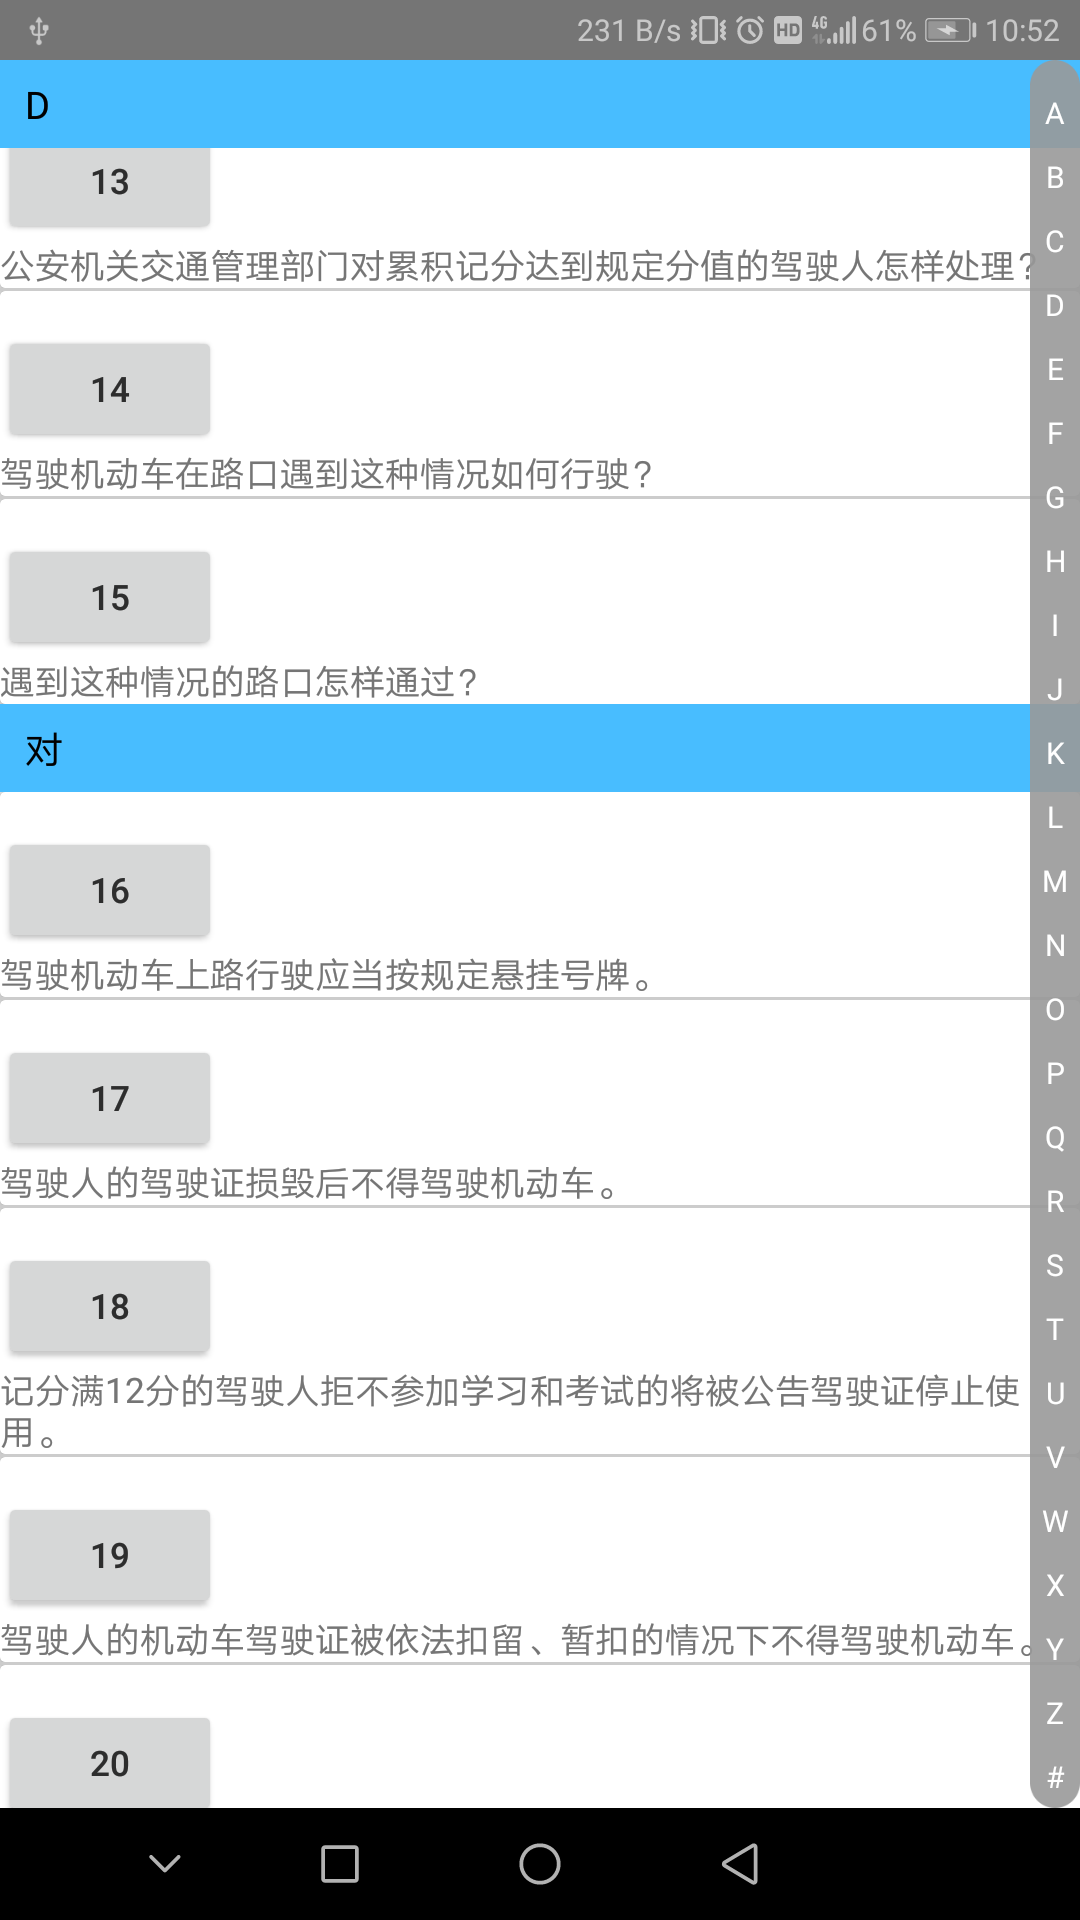 231 B/s HD 4G 61% 10:52
D
13
公安机关交通管理部门对累积记分达到规定分值的驾驶人怎样处理?
14
驾驶机动车在路口遇到这种情况如何行驶?
15
遇到这种情况的路口怎样通过?
对
16
驾驶机动车上路行驶应当按规定悬挂号牌。
17
驾驶人的驾驶证损毁后不得驾驶机动车。
18
记分满12分的驾驶人拒不参加学习和考试的将被公告驾驶证停止使
用。
19
驾驶人的机动车驾驶证被依法扣留、暂扣的情况下不得驾驶机动车。
20
A
B
C
D
E
F
G
H
I
J
K
L
M
N
O
P
Q
R
S
T
U
V
W
X
Y
Z
#